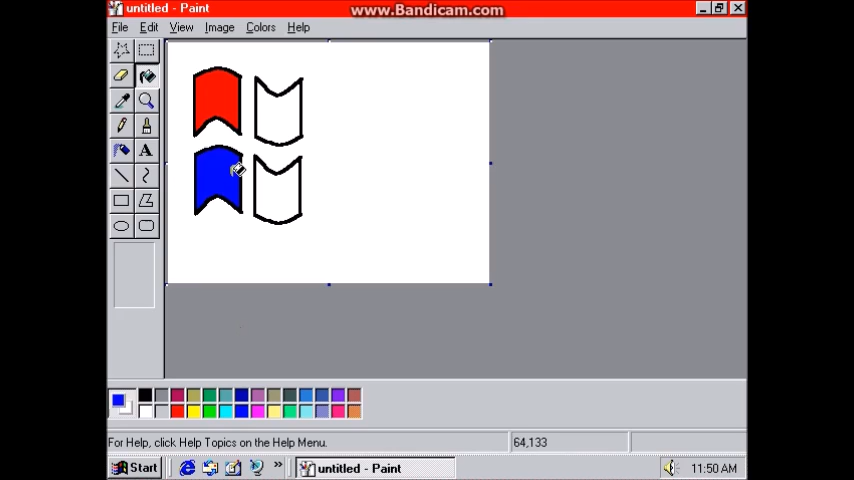 untitled - Paint
www.Bandicam.com
File Edit View Image Colors Help
A
For Help, click Help Topics on the Help Menu.
64,133
Start
»
untitled - Paint
11:50 AM